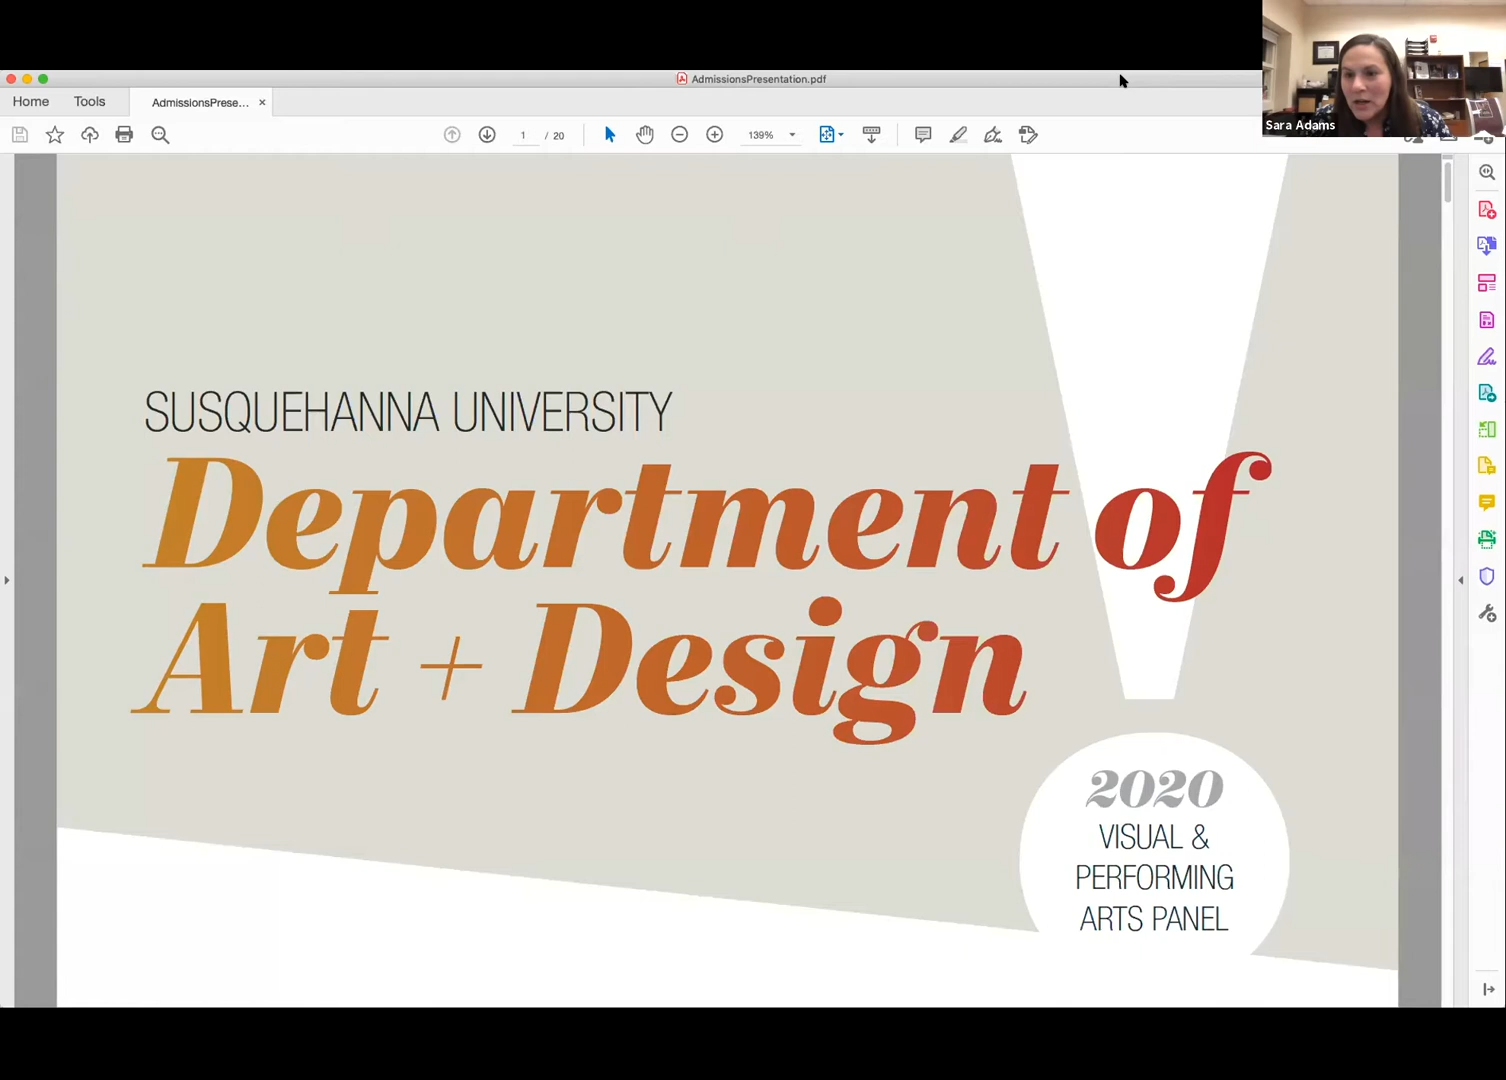 AdmissionsPresentation.pdf
Home Tools AdmissionsPrese... ×
1 / 20 139%
Sara Adams
SUSQUEHANNA UNIVERSITY
Department of
Art + Design
2020
VISUAL &
PERFORMING
ARTS PANEL